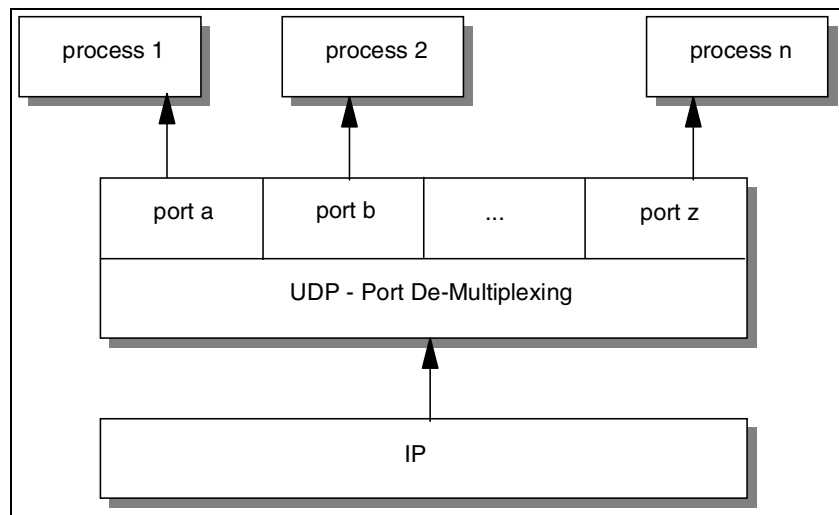 process 1
process 2
process n
port a
port b
...
port z
UDP - Port De-Multiplexing
IP